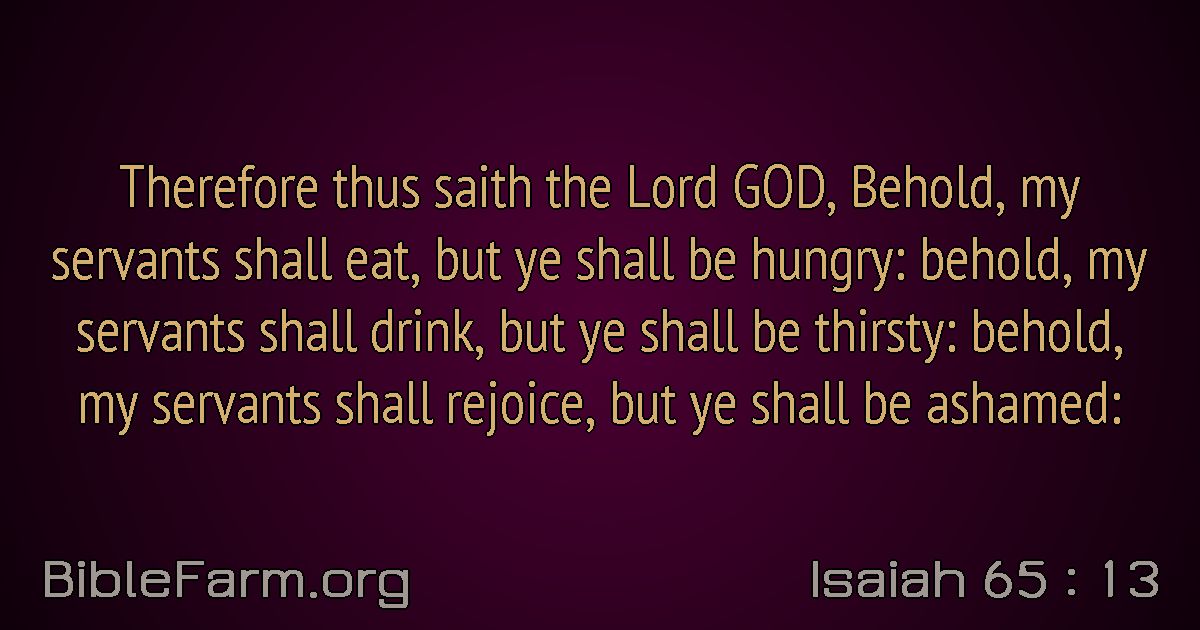 Therefore thus saith the Lord GOD, Behold, my
servants shall eat, but ye shall be hungry: behold, my
servants shall drink, but ye shall be thirsty: behold,
my servants shall rejoice, but ye shall be ashamed:
BibleFarm.org
Isaiah 65 : 13